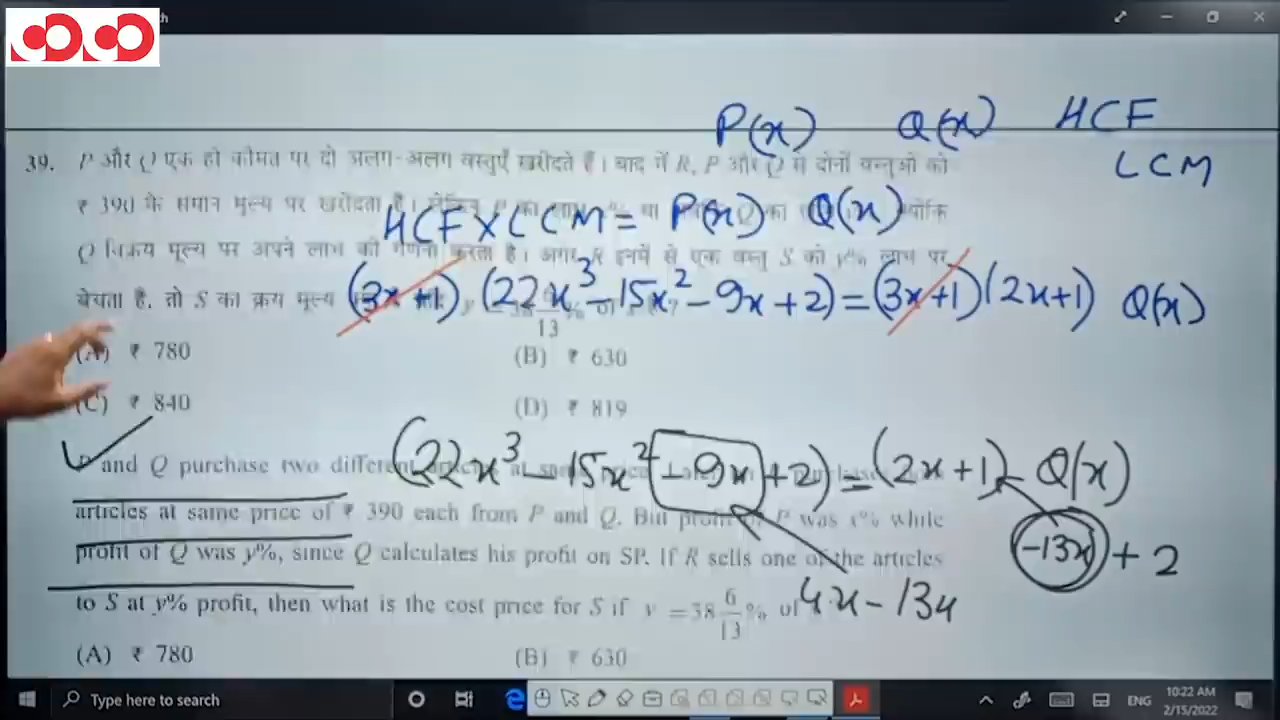 P(x) Q(x) HCF
LCM
39. P और Q एक ही कीमत पर दो अलग-अलग वस्तुएँ खरीदते हैं। बाद में R, P और Q से दोनों वस्तुओं को
₹ 390 के समान मूल्य पर खरीदता है। का
HCF X LCM = P(x) Q(x)
Q विक्रय मूल्य पर अपने लाभ की गणना करता है। अगर R इनमें से एक वस्तु S को y% लाभ पर
बेचता है, तो S का क्रय मूल्य
(3x+1) (22x³-15x²-9x+2)=(3x+1)(2x+1) Q(x)
(A) ₹ 780 (B) ₹ 630
(C) ₹ 840 (D) ₹ 819
(22x³-15x²-9x+2)=(2x+1)-Q(x)
P and Q purchase two different
articles at same price of ₹ 390 each from P and Q. But profit of P was x% while
-13x + 2
profit of Q was y%, since Q calculates his profit on SP. If R sells one of the articles
4x - 13x
to S at y% profit, then what is the cost price for S if y =38 6/13 % of
(A) ₹ 780 (B) ₹ 630
Type here to search
ENG
10:22 AM
2/15/2022